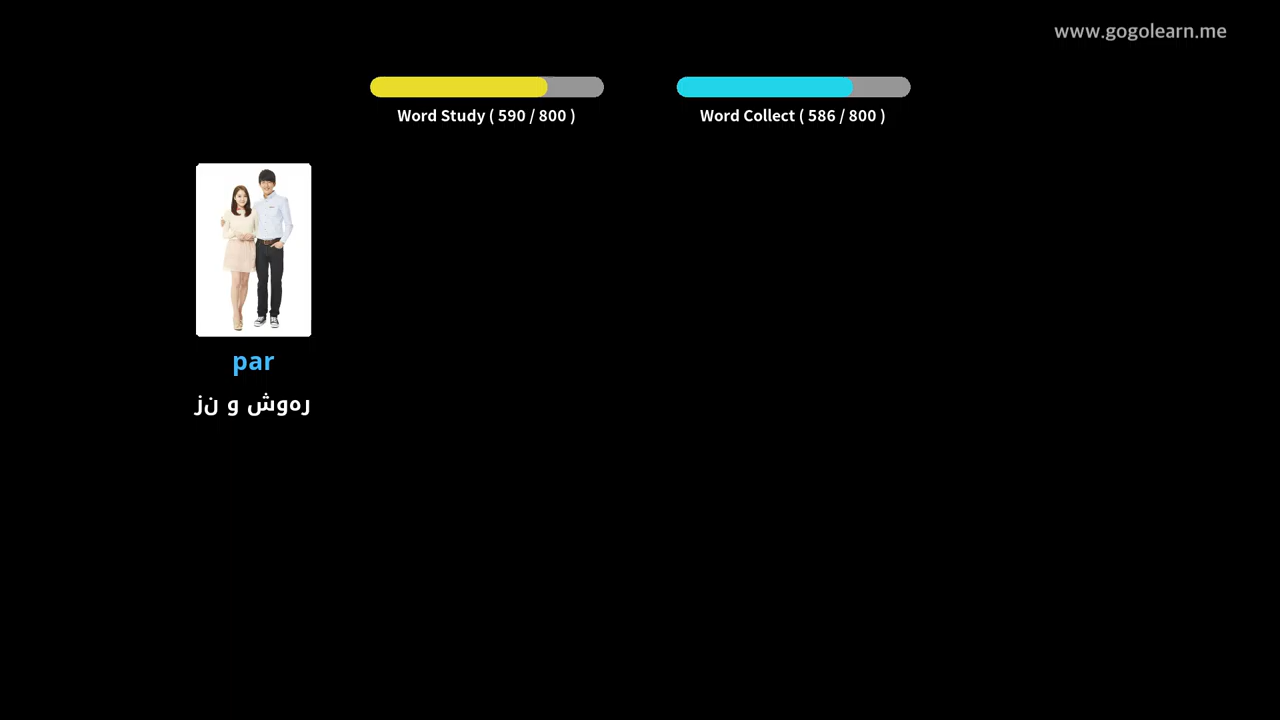 www.gogolearn.me
Word Study ( 590 / 800 )
Word Collect ( 586 / 800 )
par
زن و شوهر